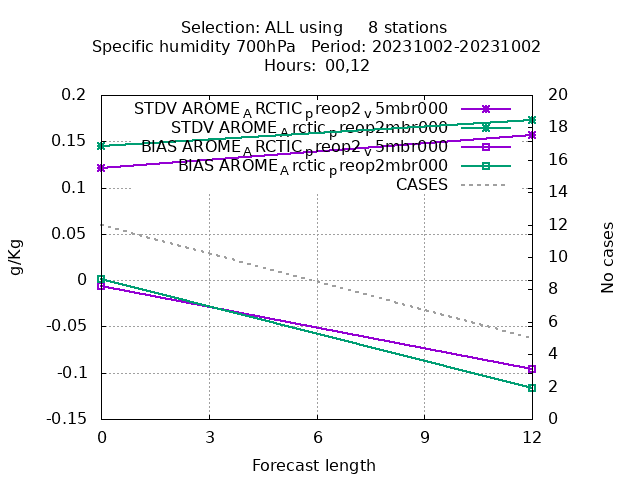 Selection: ALL using 8 stations
Specific humidity 700hPa Period: 20231002-20231002
Hours: 00,12
STDV AROME_ARCTIC_preop2_v5mbr000
STDV AROME_Arctic_preop2mbr000
BIAS AROME_ARCTIC_preop2_v5mbr000
BIAS AROME_Arctic_preop2mbr000
CASES
0.2
0.15
0.1
0.05
0
-0.05
-0.1
-0.15
g/Kg
20
18
16
14
12
10
8
6
4
2
0
No cases
0 3 6 9 12
Forecast length